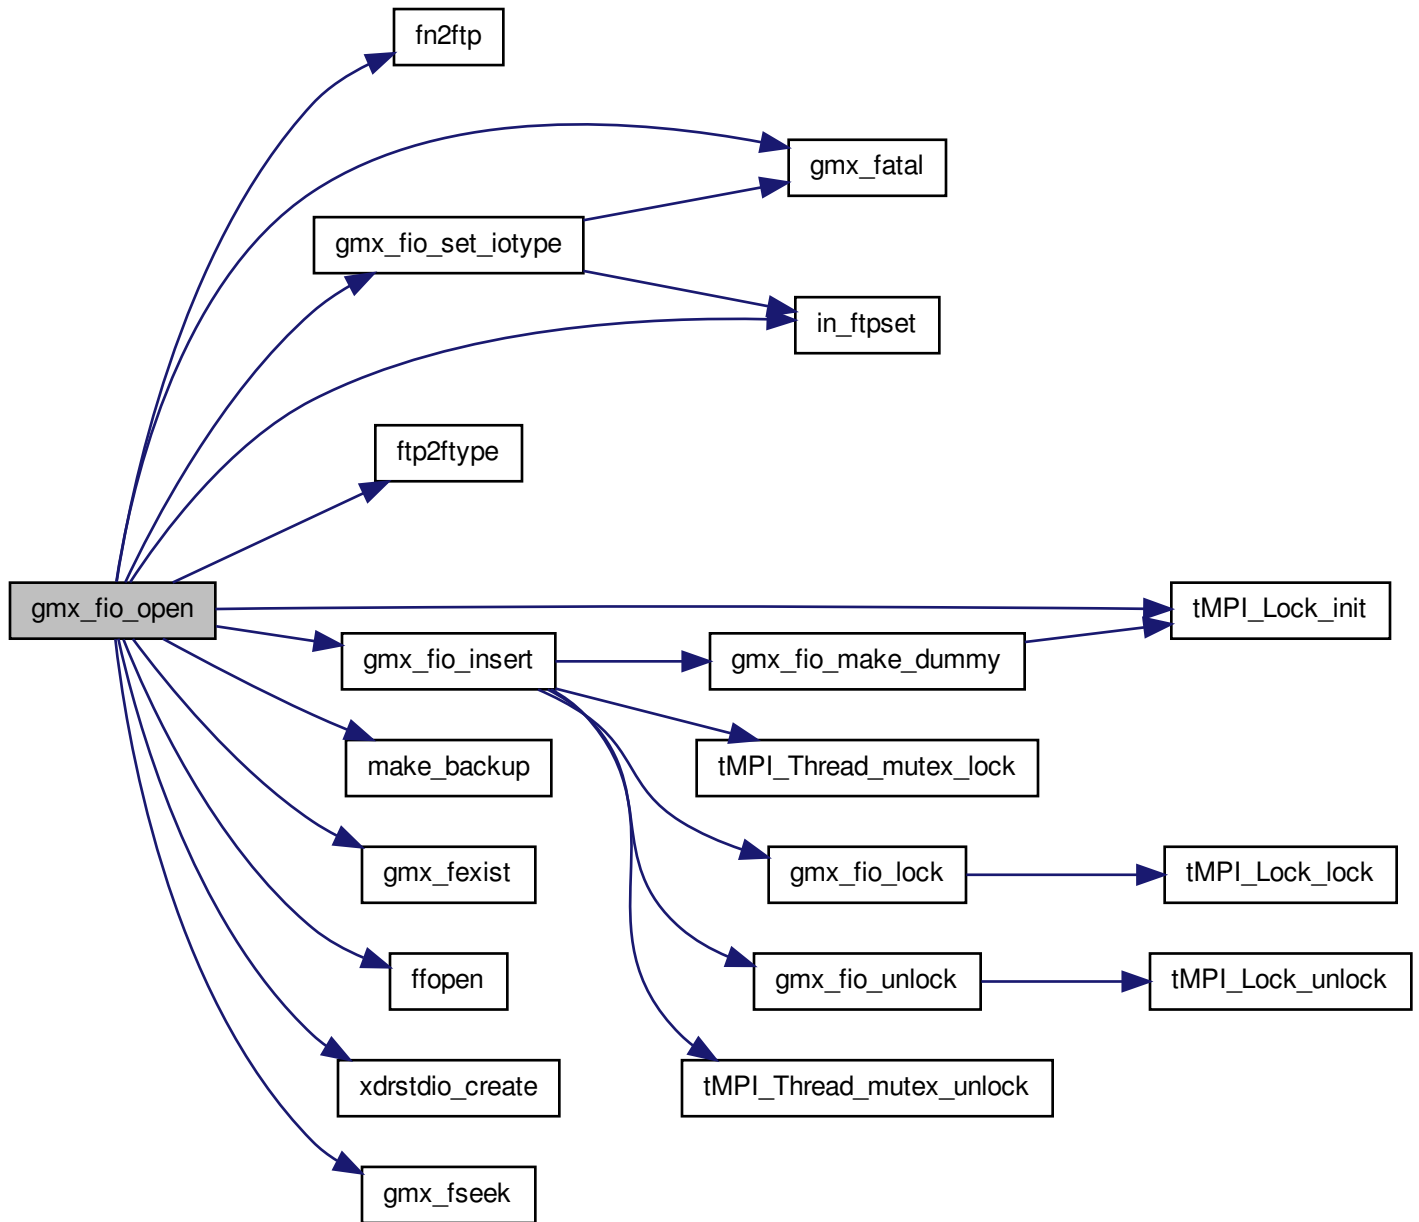 fn2ftp
gmx_fatal
gmx_fio_set_iotype
in_ftpset
ftp2ftype
gmx_fio_open
tMPI_Lock_init
gmx_fio_insert
gmx_fio_make_dummy
make_backup
tMPI_Thread_mutex_lock
gmx_fexist
gmx_fio_lock
tMPI_Lock_lock
ffopen
gmx_fio_unlock
tMPI_Lock_unlock
xdrstdio_create
tMPI_Thread_mutex_unlock
gmx_fseek